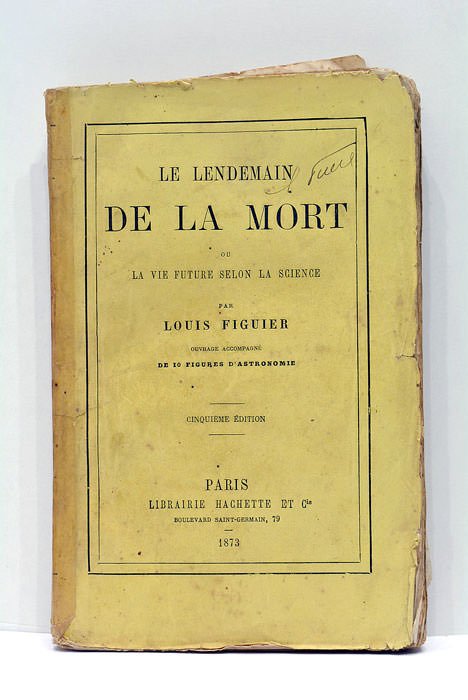 LE LENDEMAIN
DE LA MORT
OU
LA VIE FUTURE SELON LA SCIENCE
PAR
LOUIS FIGUIER
OUVRAGE ACCOMPAGNÉ
DE 10 FIGURES D'ASTRONOMIE
CINQUIÈME ÉDITION
PARIS
LIBRAIRIE HACHETTE ET Cie
BOULEVARD SAINT-GERMAIN, 79
1873